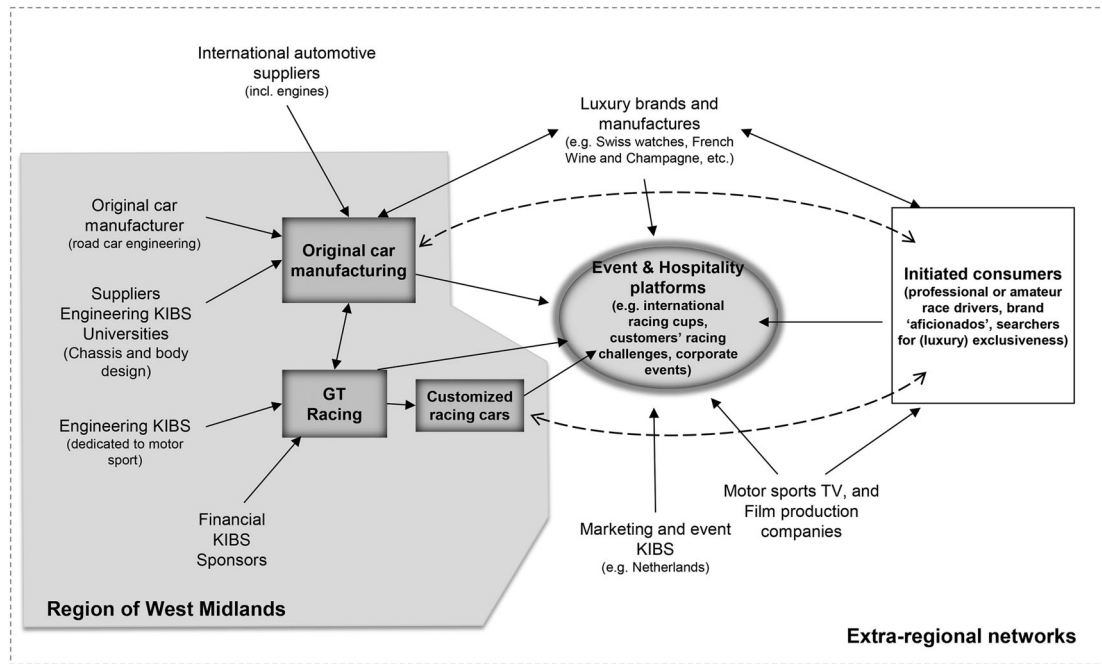 International automotive
suppliers
(incl. engines)
Luxury brands and
manufactures
(e.g. Swiss watches, French
Wine and Champagne, etc.)
Original car
manufacturer
(road car engineering)
Original car
manufacturing
Suppliers
Engineering KIBS
Universities
(Chassis and body
design)
Event & Hospitality
platforms
(e.g. international
racing cups,
customers’ racing
challenges, corporate
events)
Initiated consumers
(professional or amateur
race drivers, brand
‘aficionados’, searchers
for (luxury) exclusiveness)
GT
Racing
Customized
racing cars
Engineering KIBS
(dedicated to motor
sport)
Financial
KIBS
Sponsors
Marketing and event
KIBS
(e.g. Netherlands)
Motor sports TV, and
Film production
companies
Region of West Midlands
Extra-regional networks